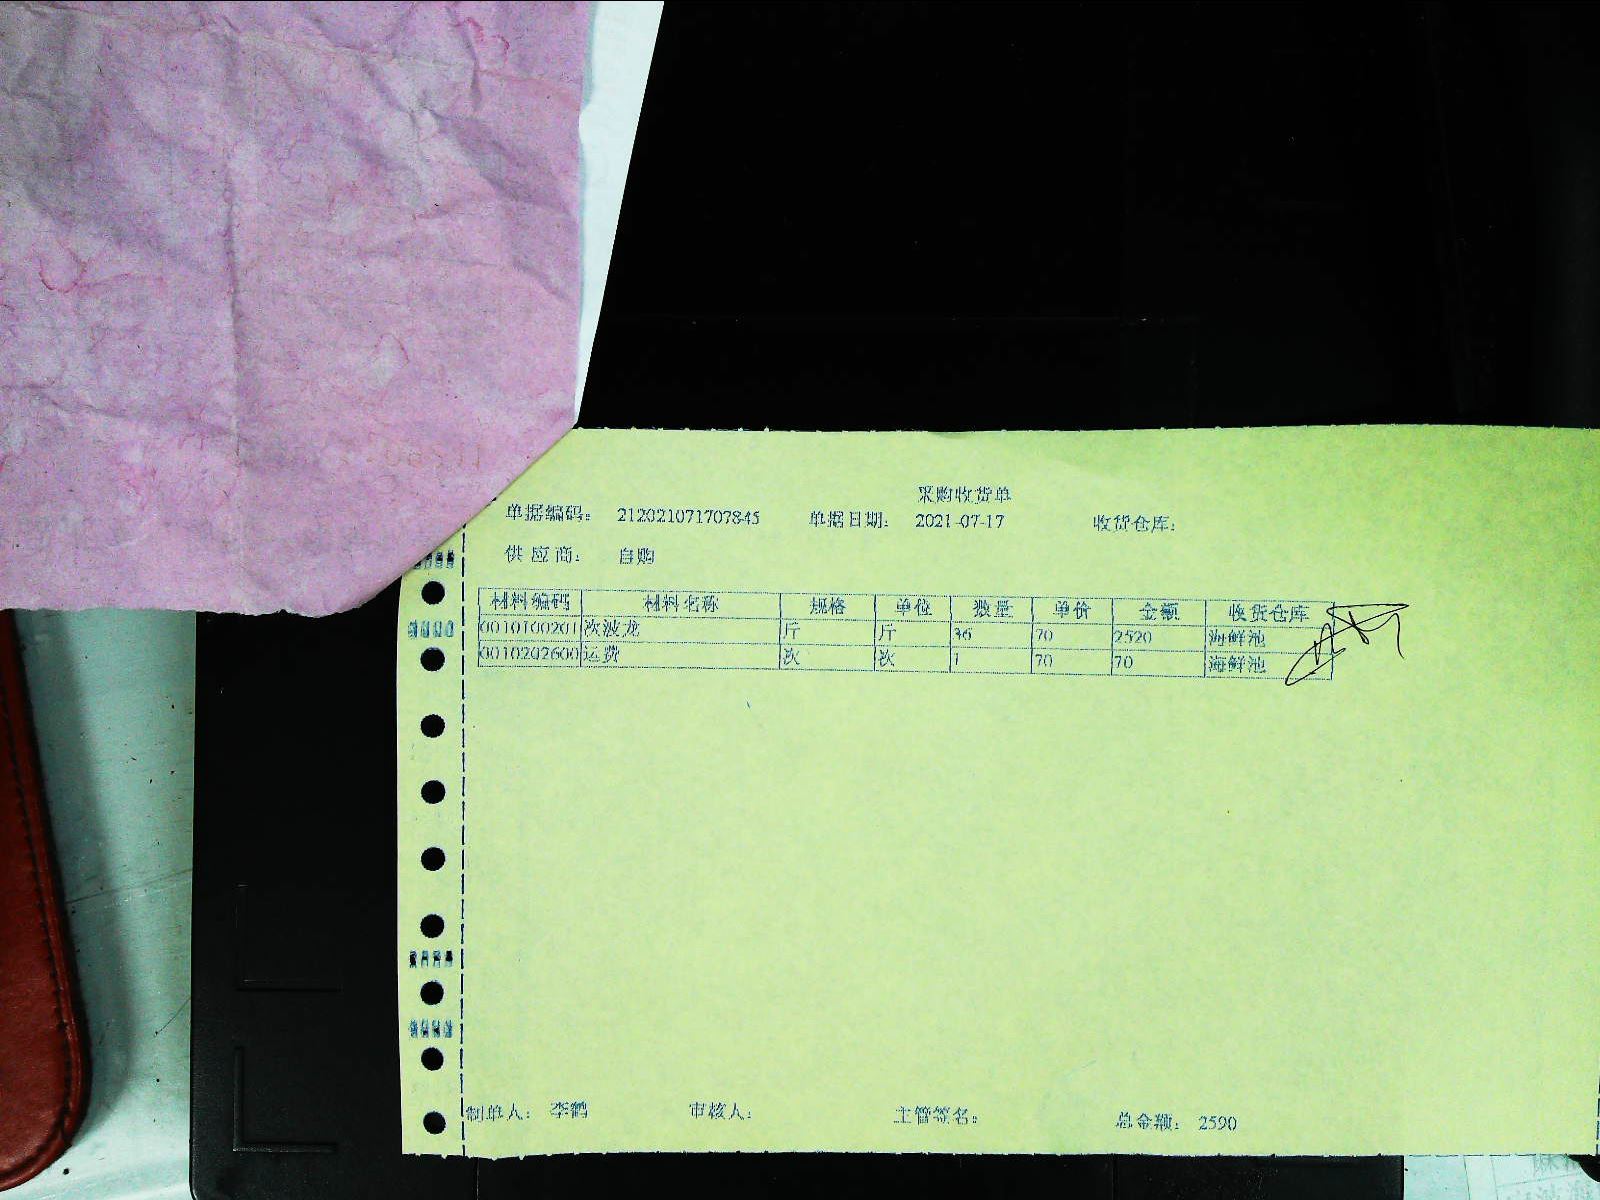 采购收货单
单据编码: 212021071707845 单据日期: 2021-07-17 收货仓库:
供应商: 自购
材料编码 材料名称 规格 单位 数量 单价 金额 收货仓库
0010100201 次波龙 斤 斤 36 70 2520 海鲜池
0010202600 运费 次 次 1 70 70 海鲜池
制单人: 李鹤 审核人: 主管签名: 总金额: 2590